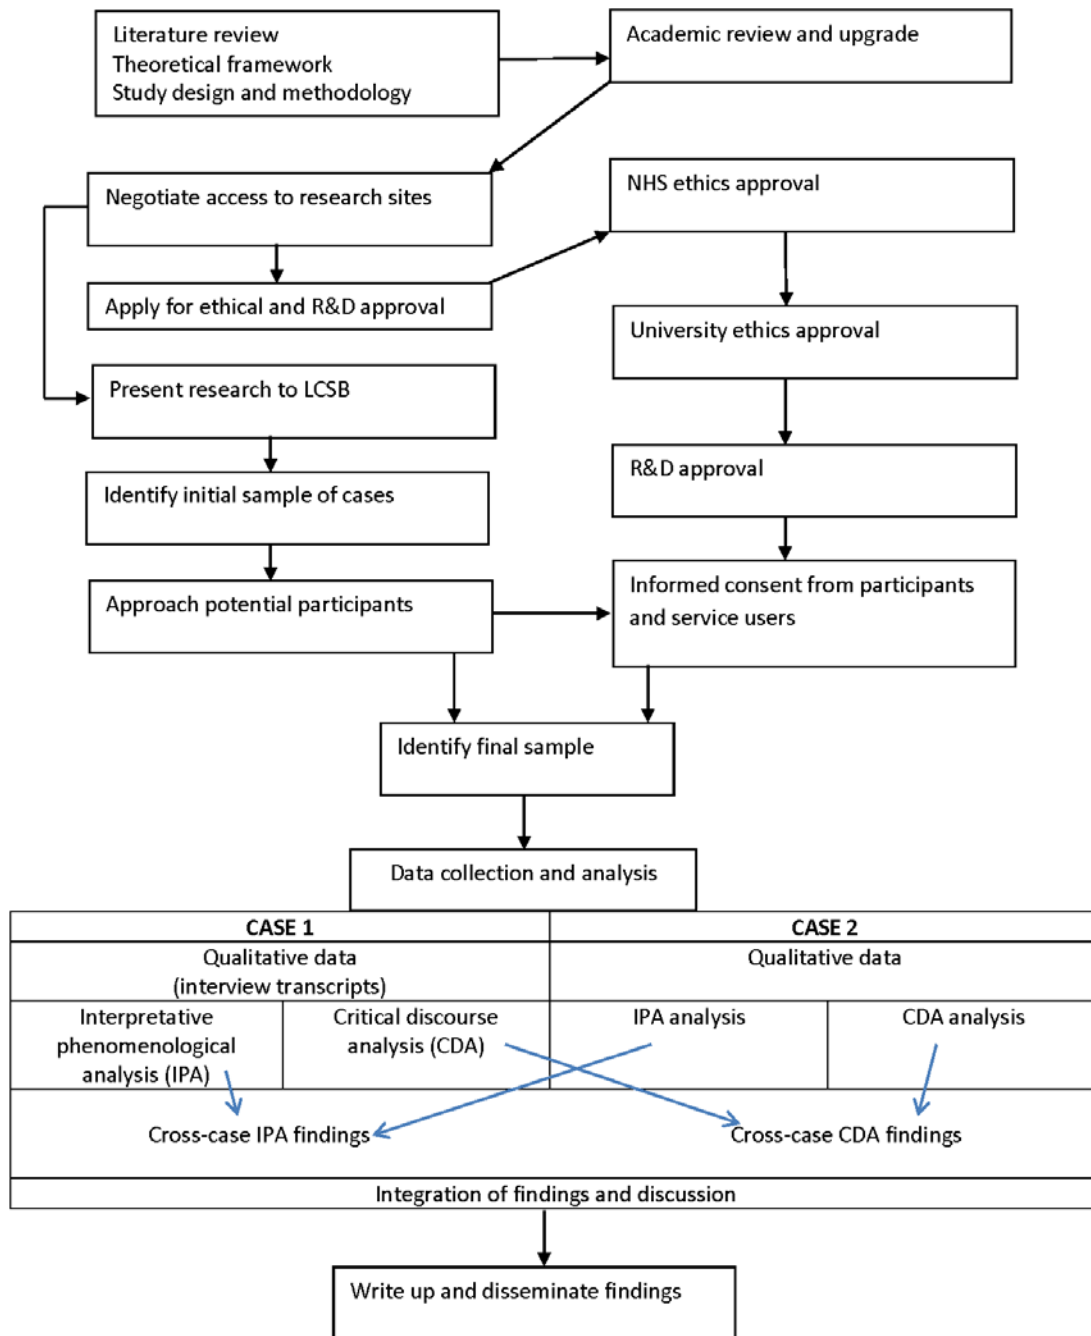 Literature review
Theoretical framework
Study design and methodology
Academic review and upgrade
Negotiate access to research sites
NHS ethics approval
Apply for ethical and R&D approval
University ethics approval
Present research to LCSB
R&D approval
Identify initial sample of cases
Approach potential participants
Informed consent from participants
and service users
Identify final sample
Data collection and analysis
CASE 1
CASE 2
Qualitative data
(interview transcripts)
Qualitative data
Interpretative
phenomenological
analysis (IPA)
Critical discourse
analysis (CDA)
IPA analysis
CDA analysis
Cross-case IPA findings
Cross-case CDA findings
Integration of findings and discussion
Write up and disseminate findings